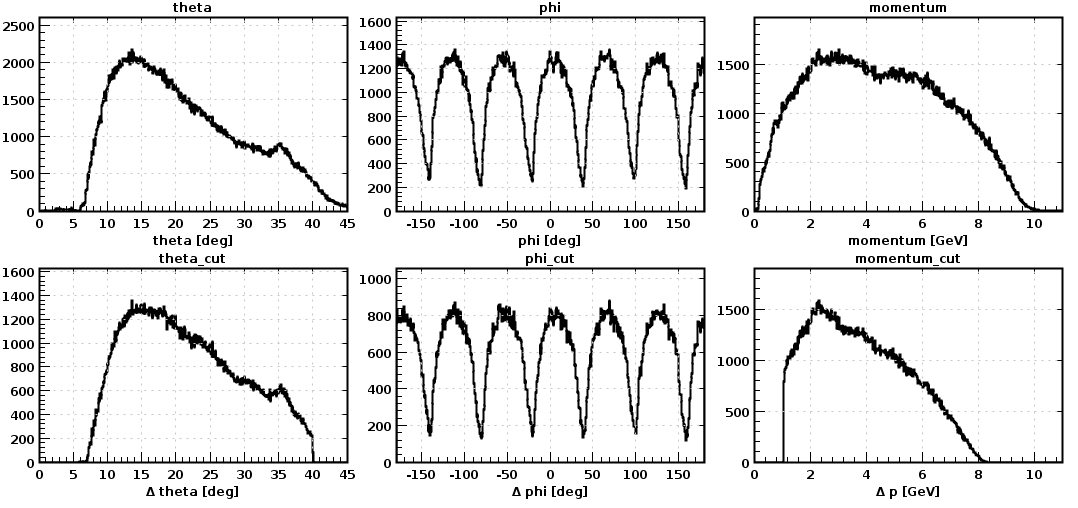 theta
phi
momentum
2500
2000
1500
1000
500
0
0 5 10 15 20 25 30 35 40 45
theta [deg]
1600
1400
1200
1000
800
600
400
200
0
-150 -100 -50 0 50 100 150
phi [deg]
1500
1000
500
0
0 2 4 6 8 10
momentum [GeV]
theta_cut
phi_cut
momentum_cut
1600
1400
1200
1000
800
600
400
200
0
0 5 10 15 20 25 30 35 40 45
Δ theta [deg]
1000
800
600
400
200
0
-150 -100 -50 0 50 100 150
Δ phi [deg]
1500
1000
500
0
0 2 4 6 8 10
Δ p [GeV]